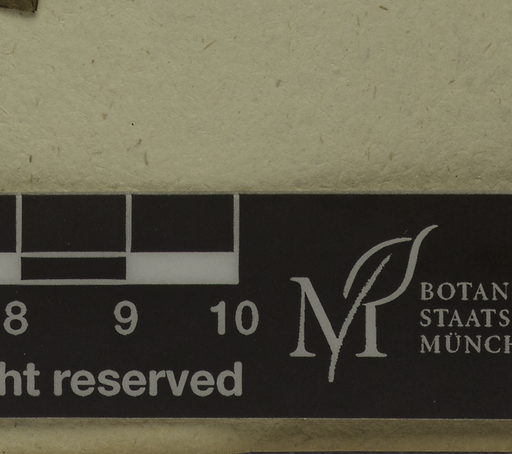 8 9 10
ht reserved
M
BOTAN
STAATS
MÜNCH